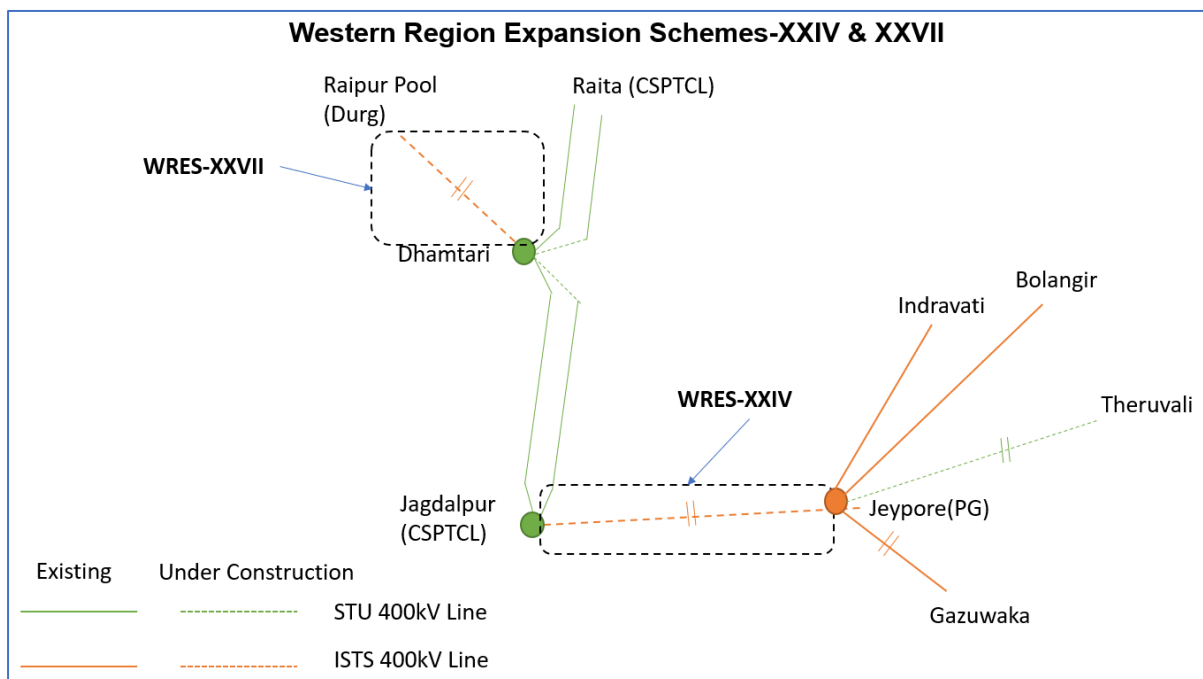 Western Region Expansion Schemes-XXIV & XXVII
Raipur Pool
(Durg)
Raita (CSPTCL)
WRES-XXVII
Dhamtari
Bolangir
Indravati
WRES-XXIV
Theruvali
Jagdalpur
(CSPTCL)
Jeypore(PG)
Existing
Under Construction
Gazuwaka
STU 400kV Line
ISTS 400kV Line